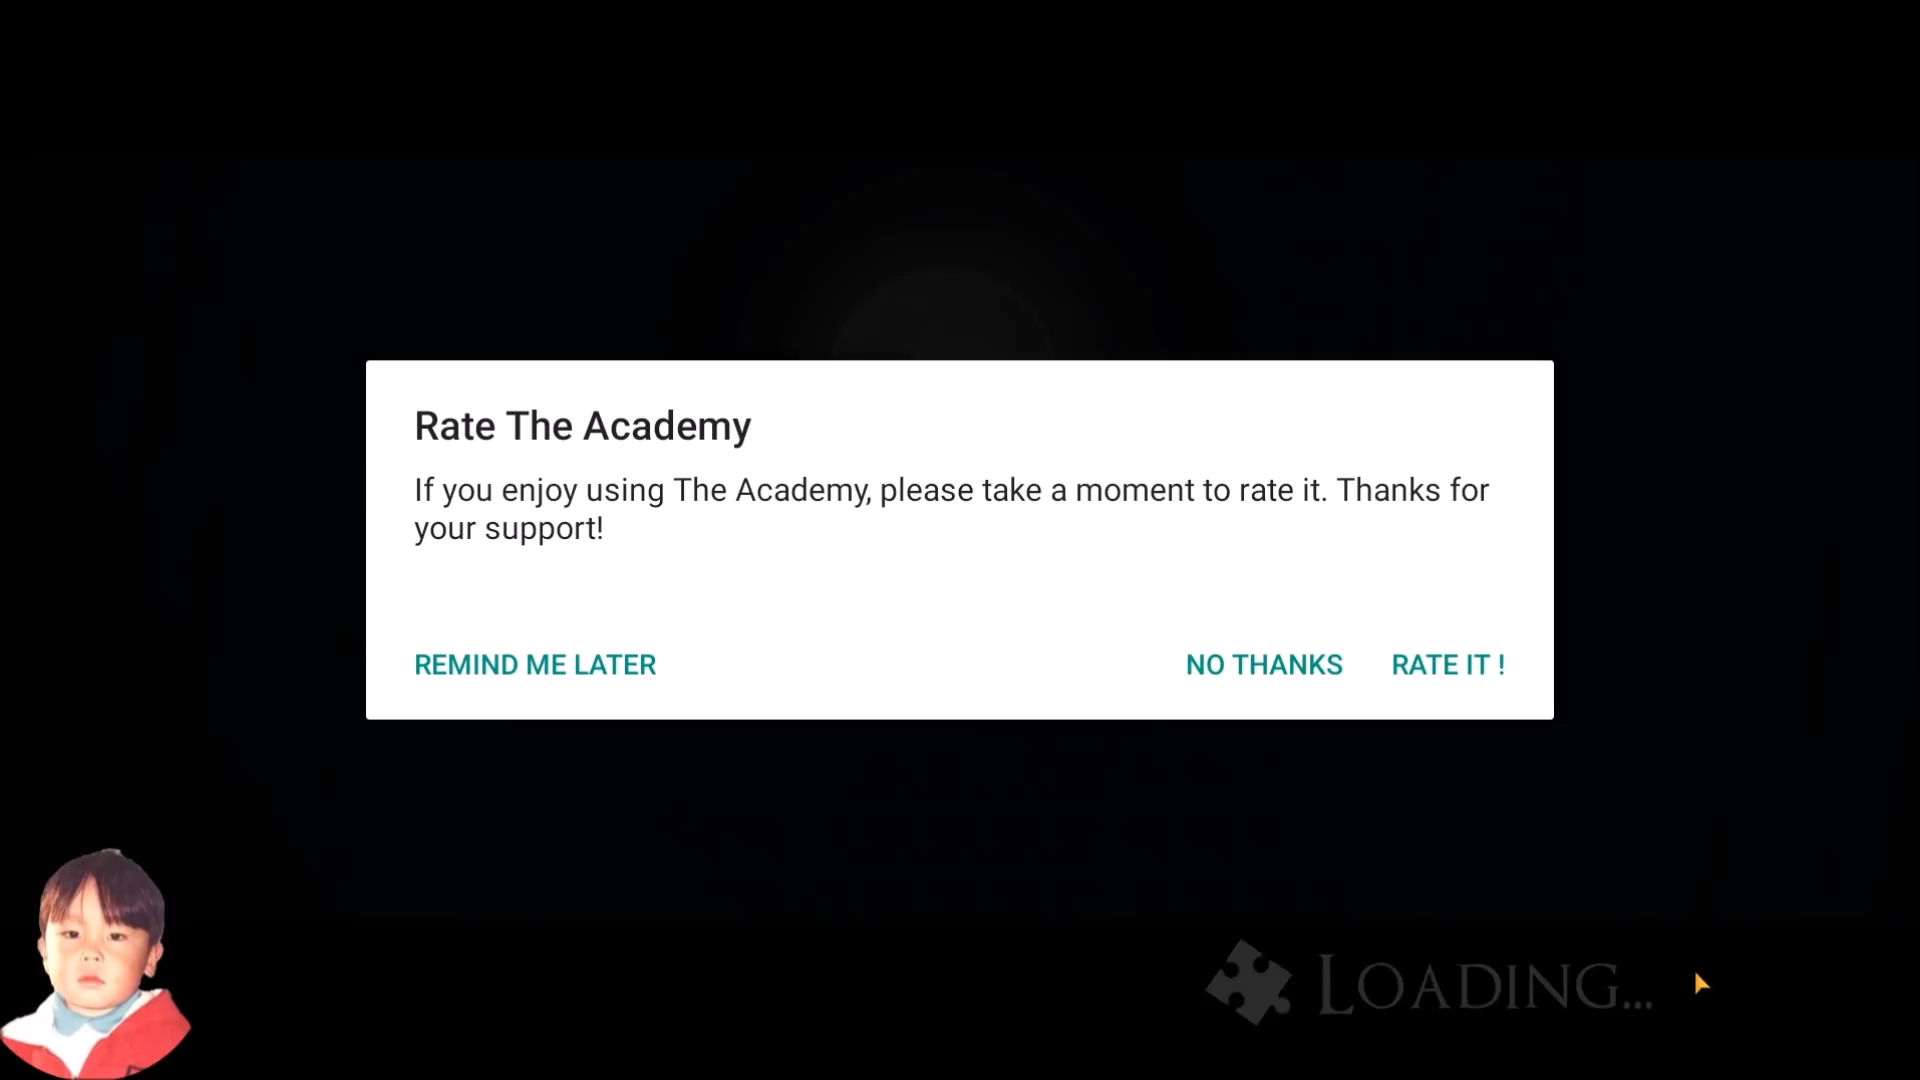 Rate The Academy
If you enjoy using The Academy, please take a moment to rate it. Thanks for
your support!
REMIND ME LATER
NO THANKS
RATE IT !
LOADING...